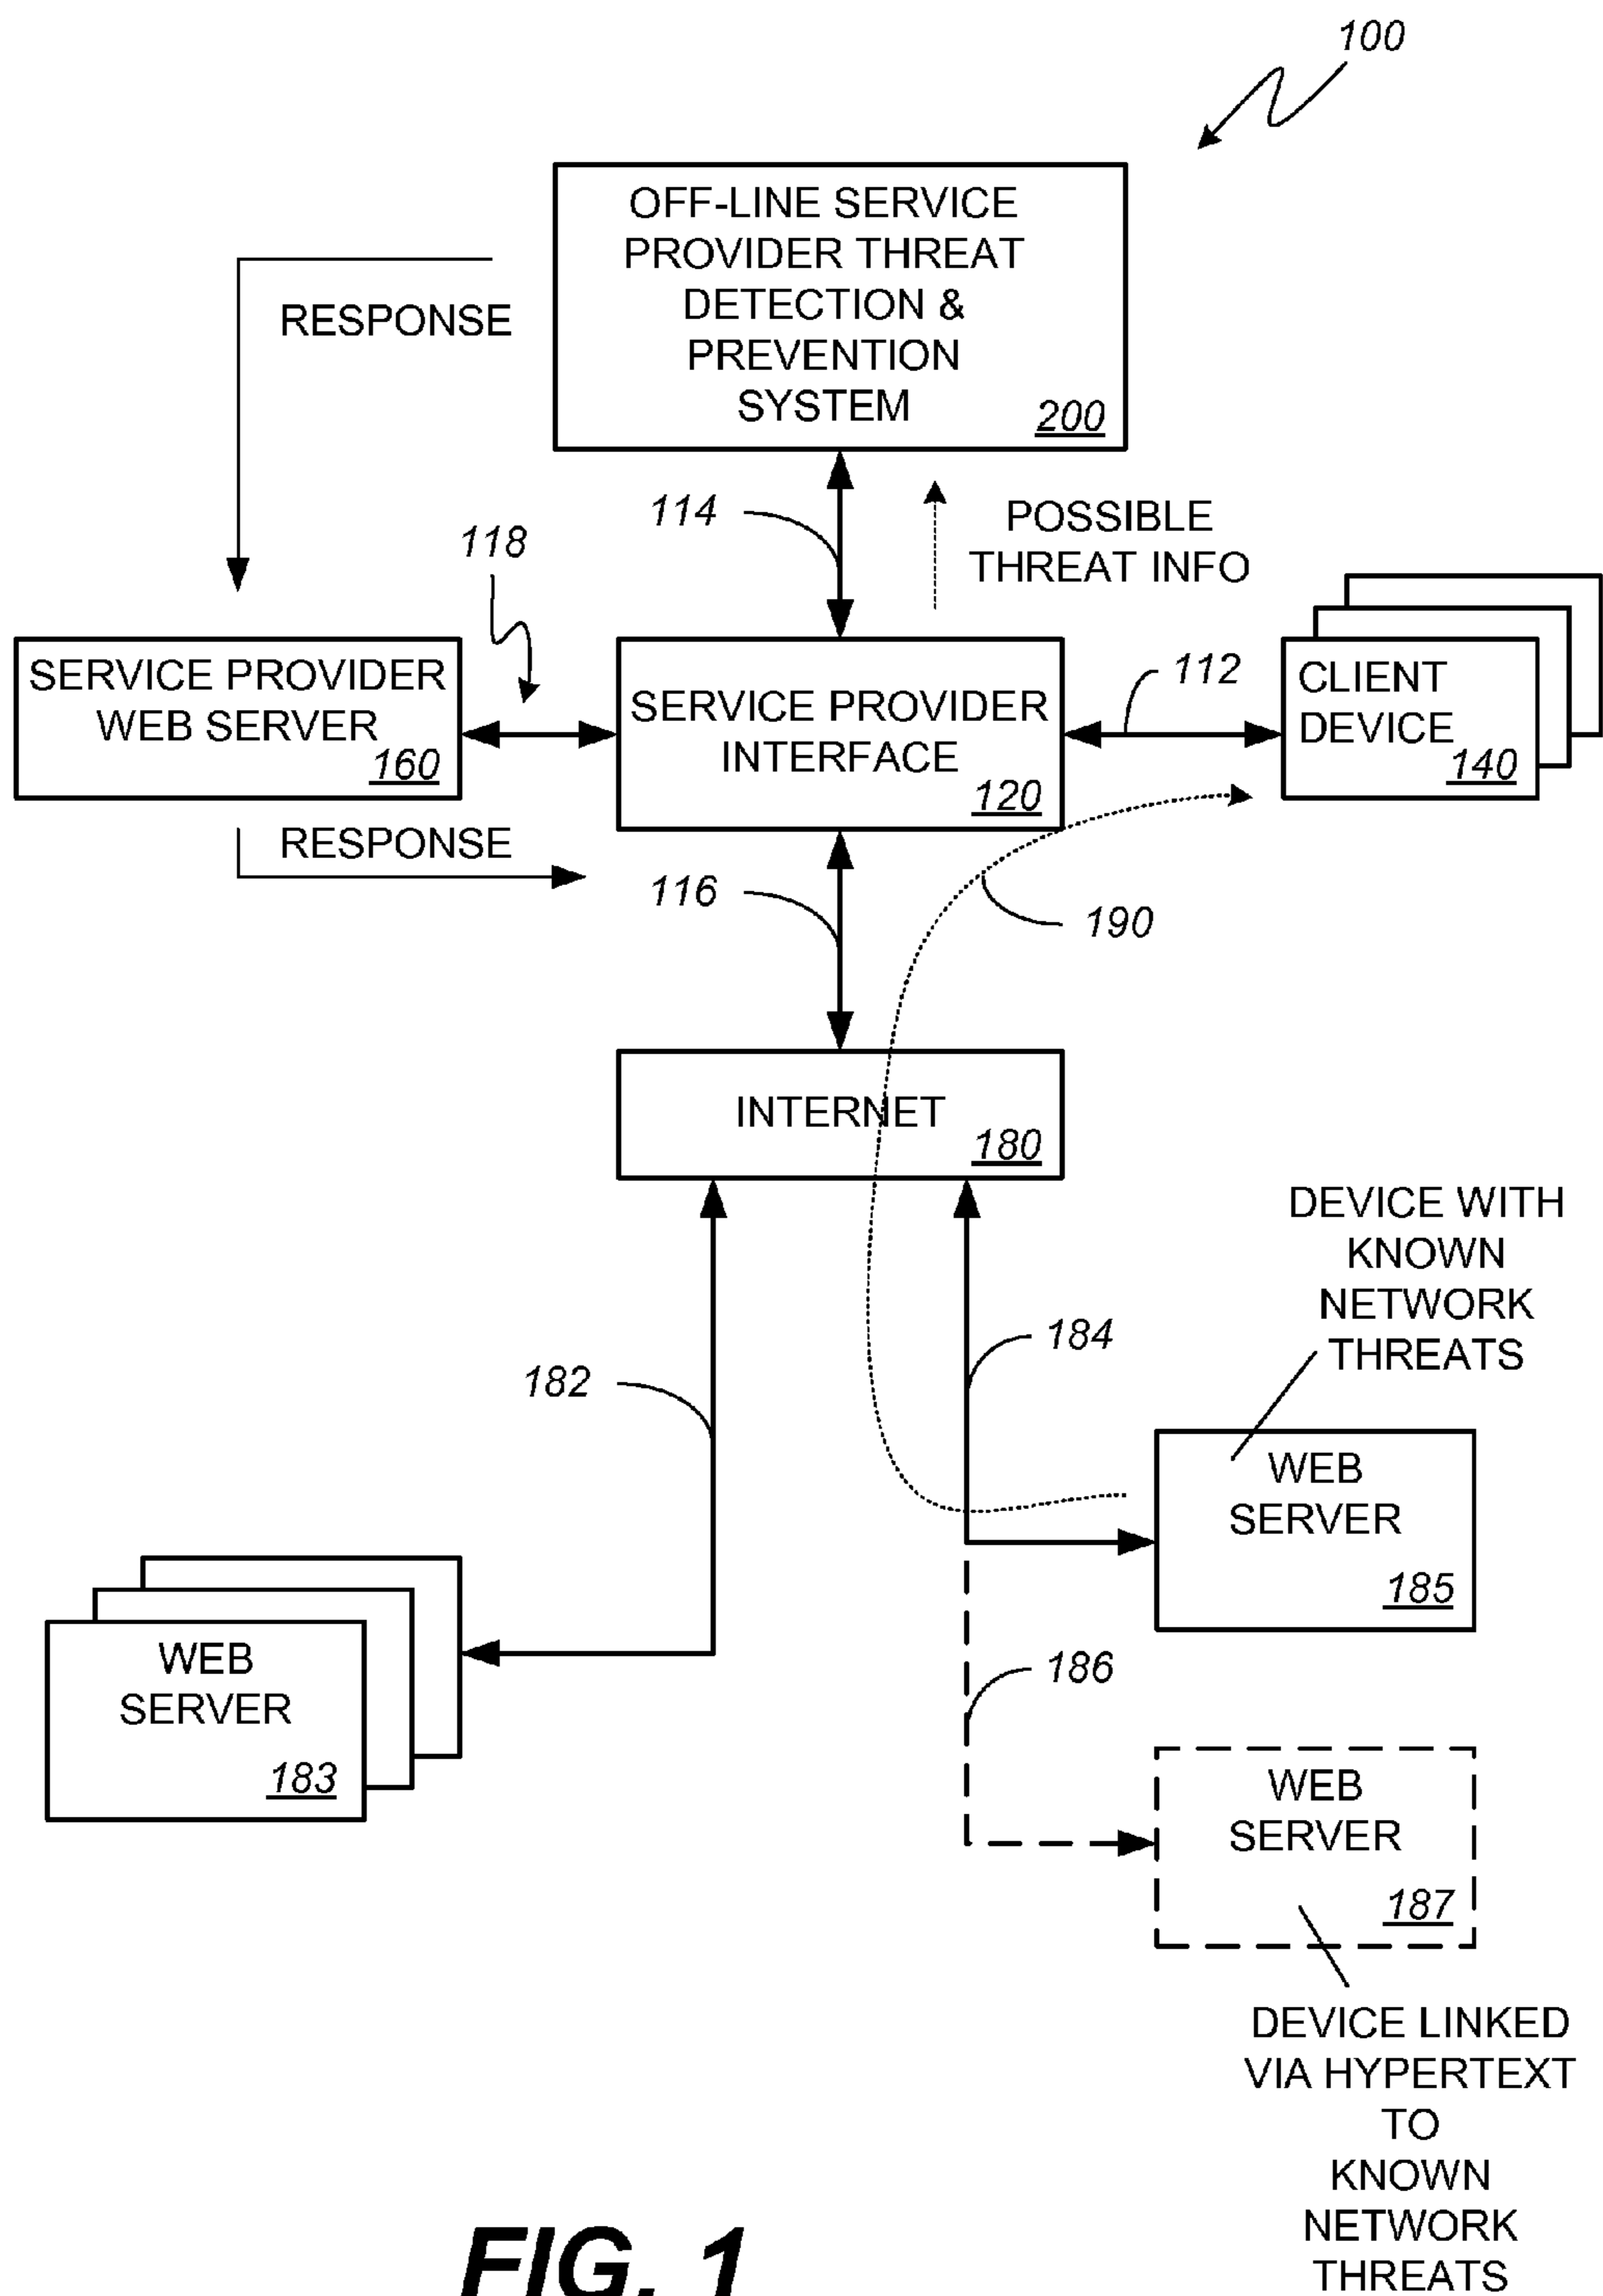 100
OFF-LINE SERVICE
PROVIDER THREAT
DETECTION &
PREVENTION
SYSTEM
200
RESPONSE
114
POSSIBLE
THREAT INFO
118
SERVICE PROVIDER
WEB SERVER
160
SERVICE PROVIDER
INTERFACE
120
112
CLIENT
DEVICE
140
RESPONSE
116
190
INTERNET
180
DEVICE WITH
KNOWN
NETWORK
THREATS
184
182
WEB
SERVER
185
WEB
SERVER
183
186
WEB
SERVER
187
DEVICE LINKED
VIA HYPERTEXT
TO
KNOWN
NETWORK
THREATS
FIG. 1